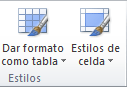 Dar formato
como tabla
Estilos de
celda
Estilos